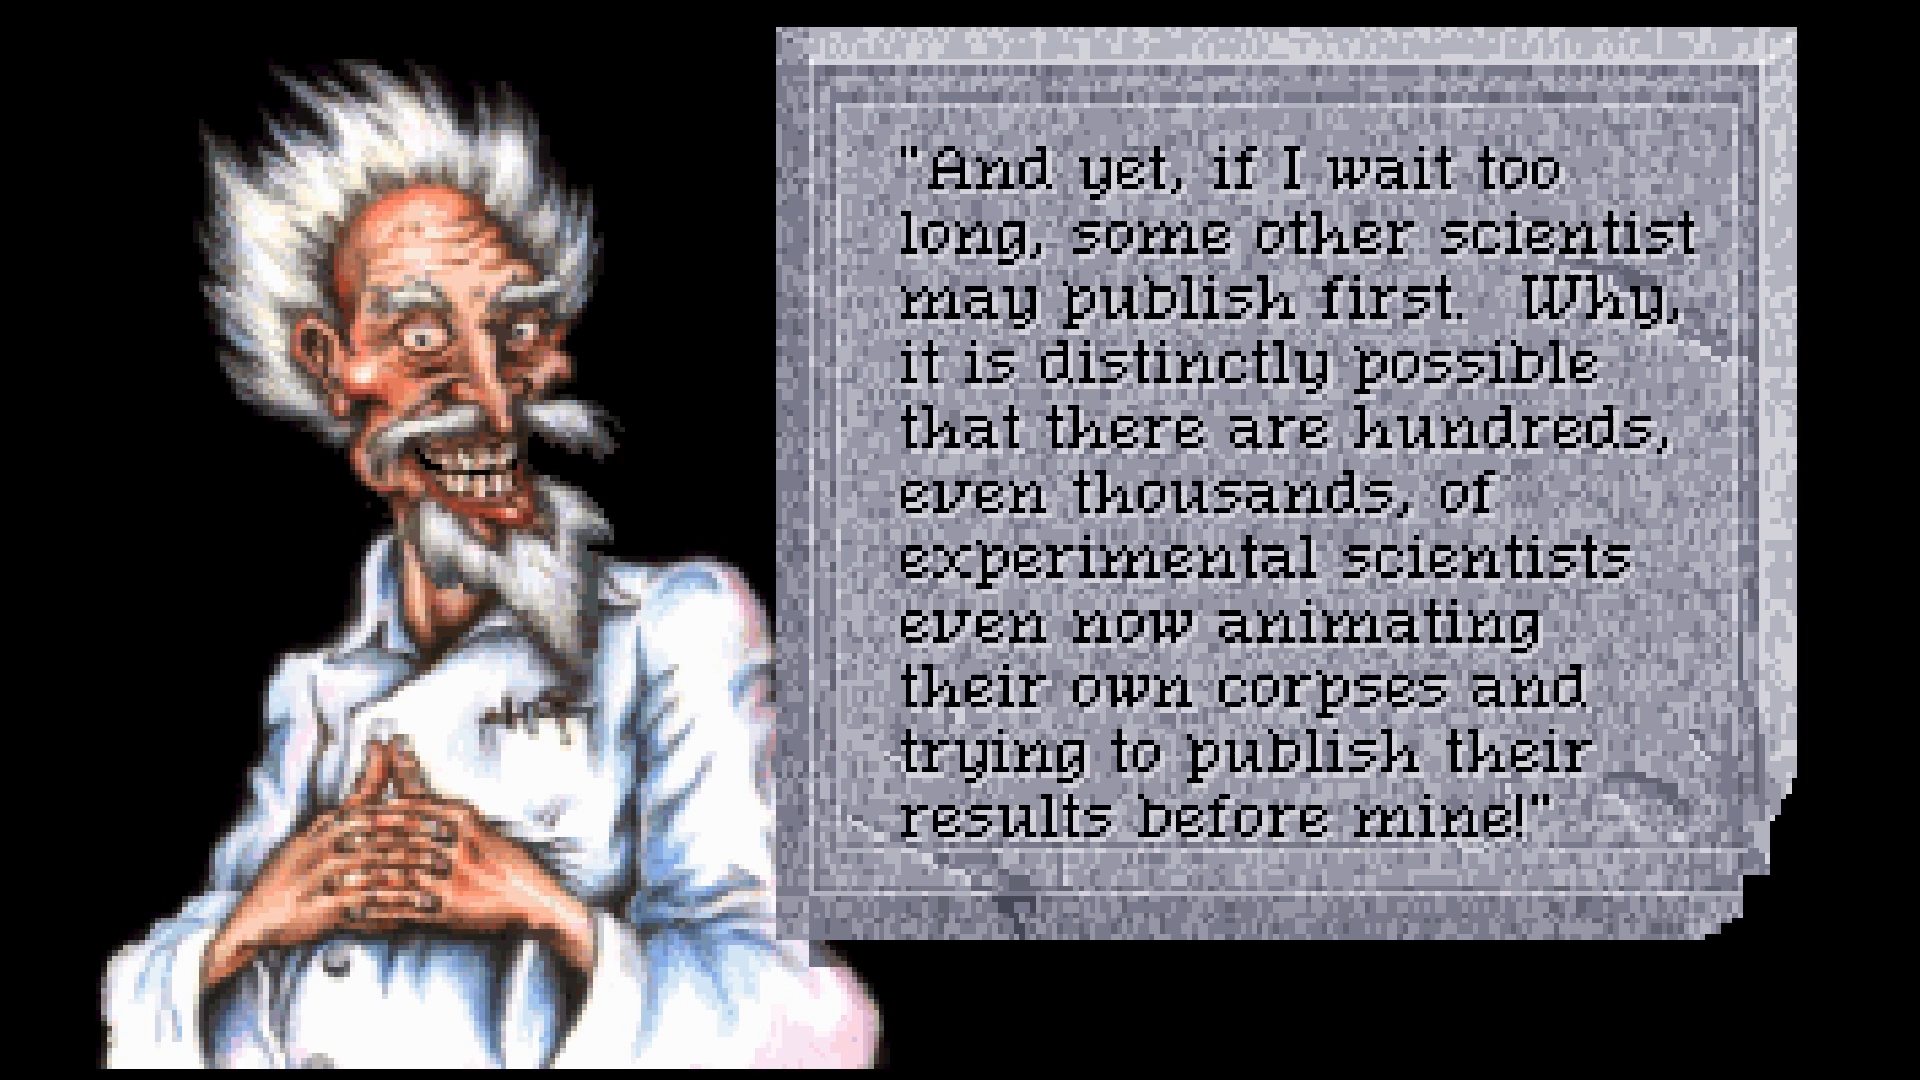 "And yet, if I wait too
long, some other scientist
may publish first.  Why,
it is distinctly possible
that there are hundreds,
even thousands, of
experimental scientists
even now animating
their own corpses and
trying to publish their
results before mine!"